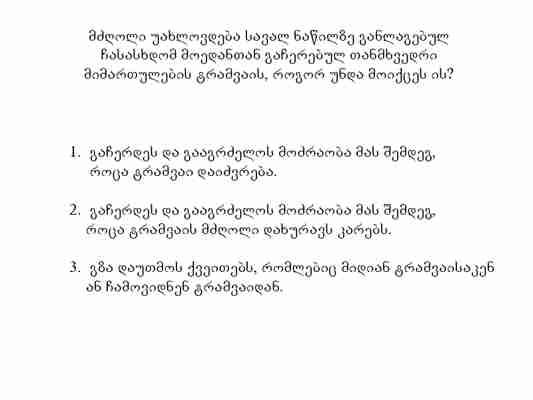 მძღოლი უახლოვდება სავალ ნაწილზე განლაგებულ
ჩასასხდომ მოედანთან გაჩერებულ თანმხვედრი
მიმართულების ტრამვაის, როგორ უნდა მოიქცეს ის?
1. გაჩერდეს და გააგრძელოს მოძრაობა მას შემდეგ,
როცა ტრამვაი დაიძვრება.
2. გაჩერდეს და გააგრძელოს მოძრაობა მას შემდეგ,
როცა ტრამვაის მძღოლი დახურავს კარებს.
3. გზა დაუთმოს ქვეითებს, რომლებიც მიდიან ტრამვაისაკენ
ან ჩამოვიდნენ ტრამვაიდან.